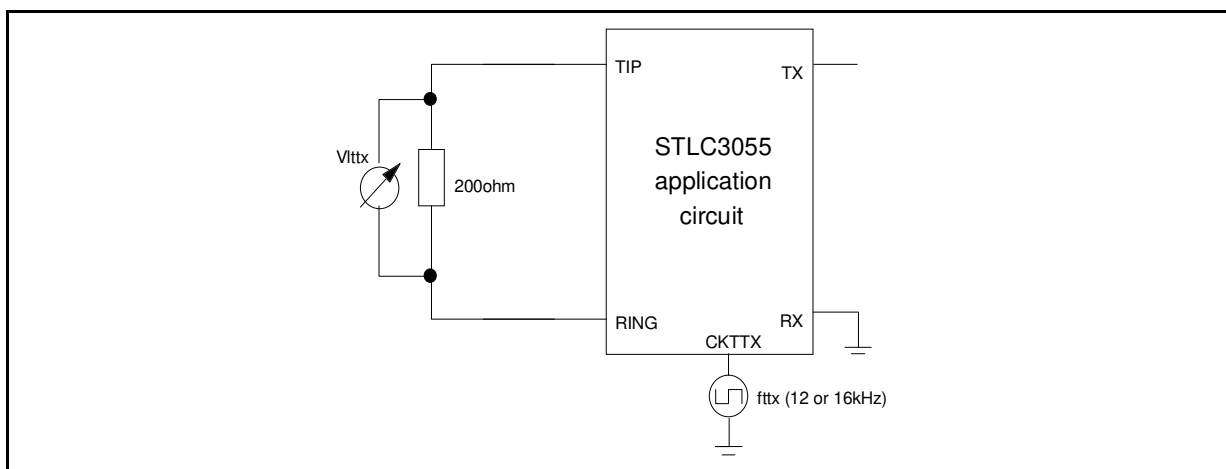 TIP
TX
Vlttx
200ohm
STLC3055
application
circuit
RING
RX
CKTTX
fttx (12 or 16kHz)